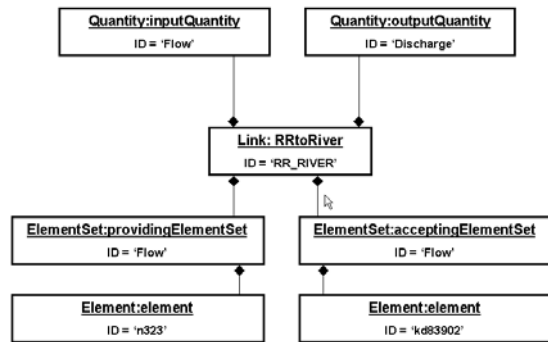 Quantity:inputQuantity
ID = 'Flow'
Quantity:outputQuantity
ID = 'Discharge'
Link: RRtoRiver
ID = 'RR_RIVER'
ElementSet:providingElementSet
ID = 'Flow'
ElementSet:acceptingElementSet
ID = 'Flow'
Element:element
ID = 'n323'
Element:element
ID = 'kd83902'